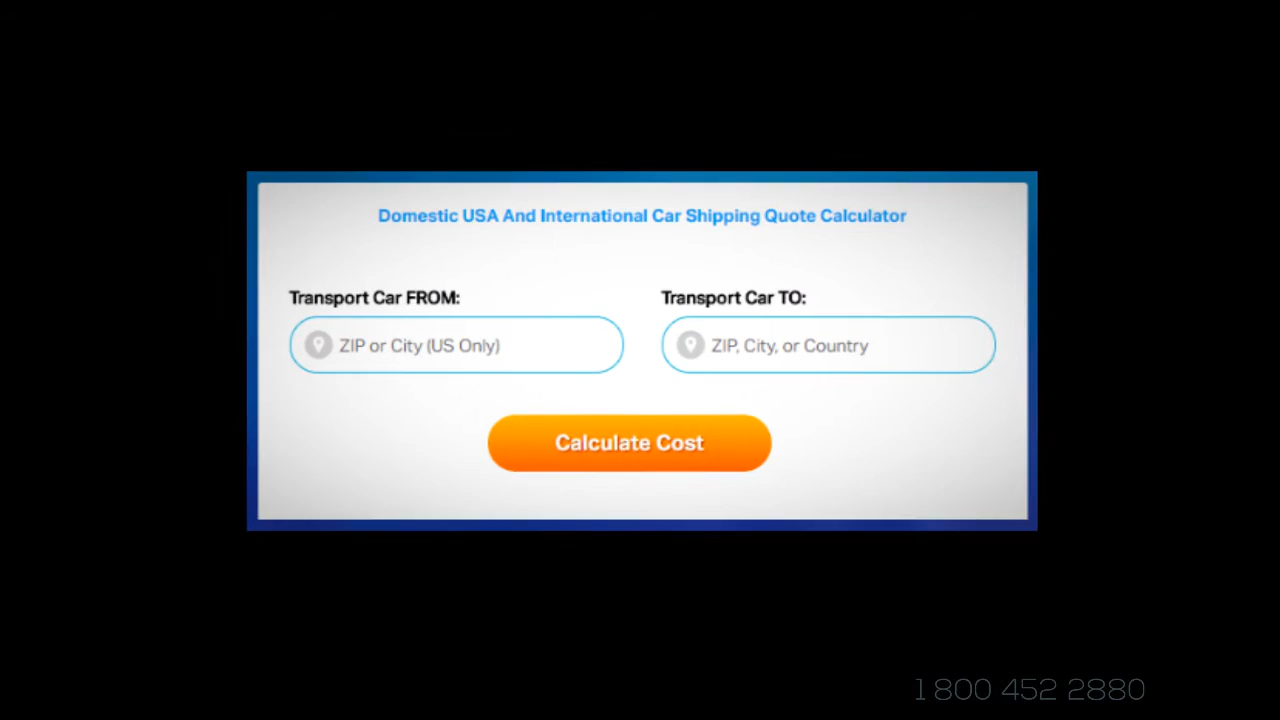 Domestic USA And International Car Shipping Quote Calculator
Transport Car FROM:
Transport Car TO:
ZIP or City (US Only)
ZIP, City, or Country
Calculate Cost
1 800 452 2880